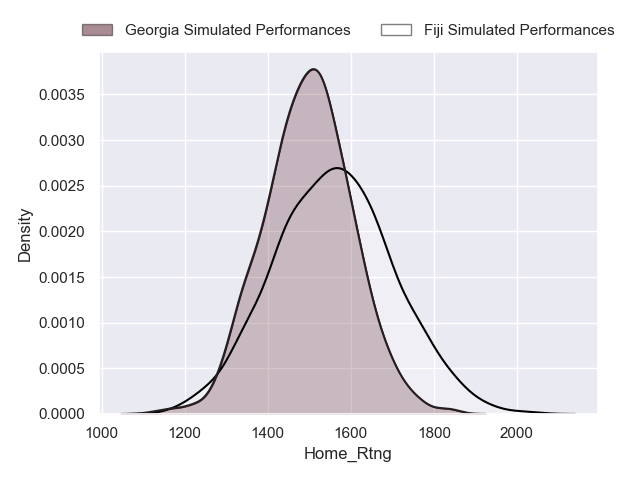 Georgia Simulated Performances Fiji Simulated Performances
0.0035
0.0030
0.0025
0.0020
0.0015
0.0010
0.0005
0.0000
Density
1000 1200 1400 1600 1800 2000
Home_Rtng